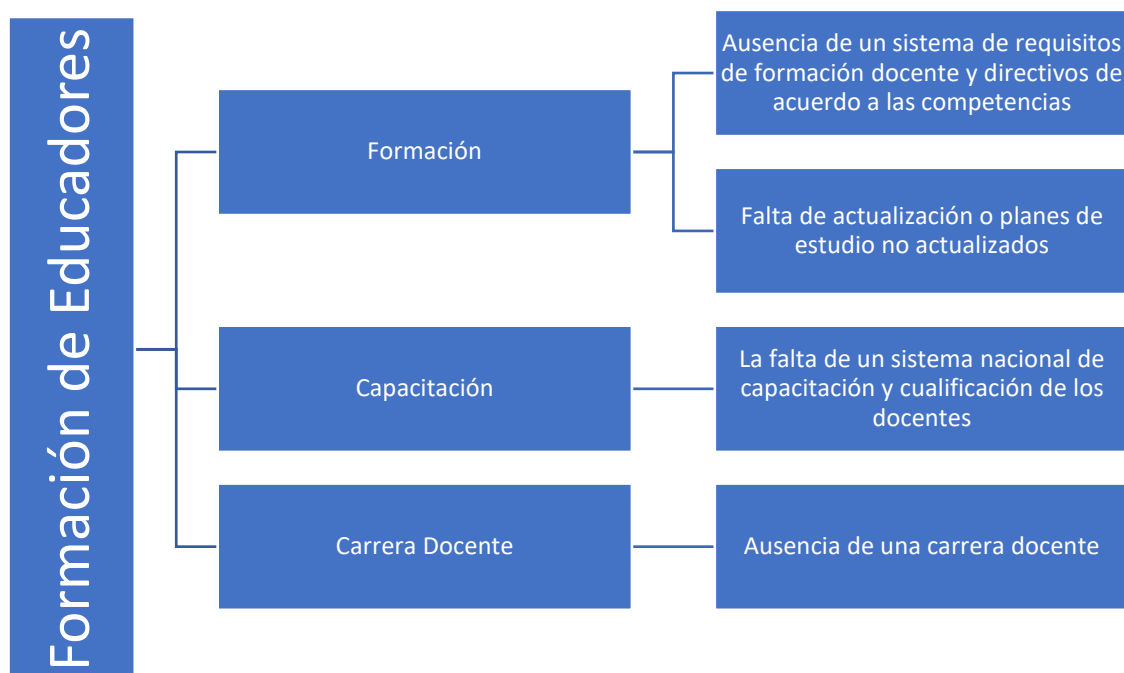 Formación de Educadores
Formación
Ausencia de un sistema de requisitos
de formación docente y directivos de
acuerdo a las competencias
Falta de actualización o planes de
estudio no actualizados
Capacitación
La falta de un sistema nacional de
capacitación y cualificación de los
docentes
Carrera Docente
Ausencia de una carrera docente